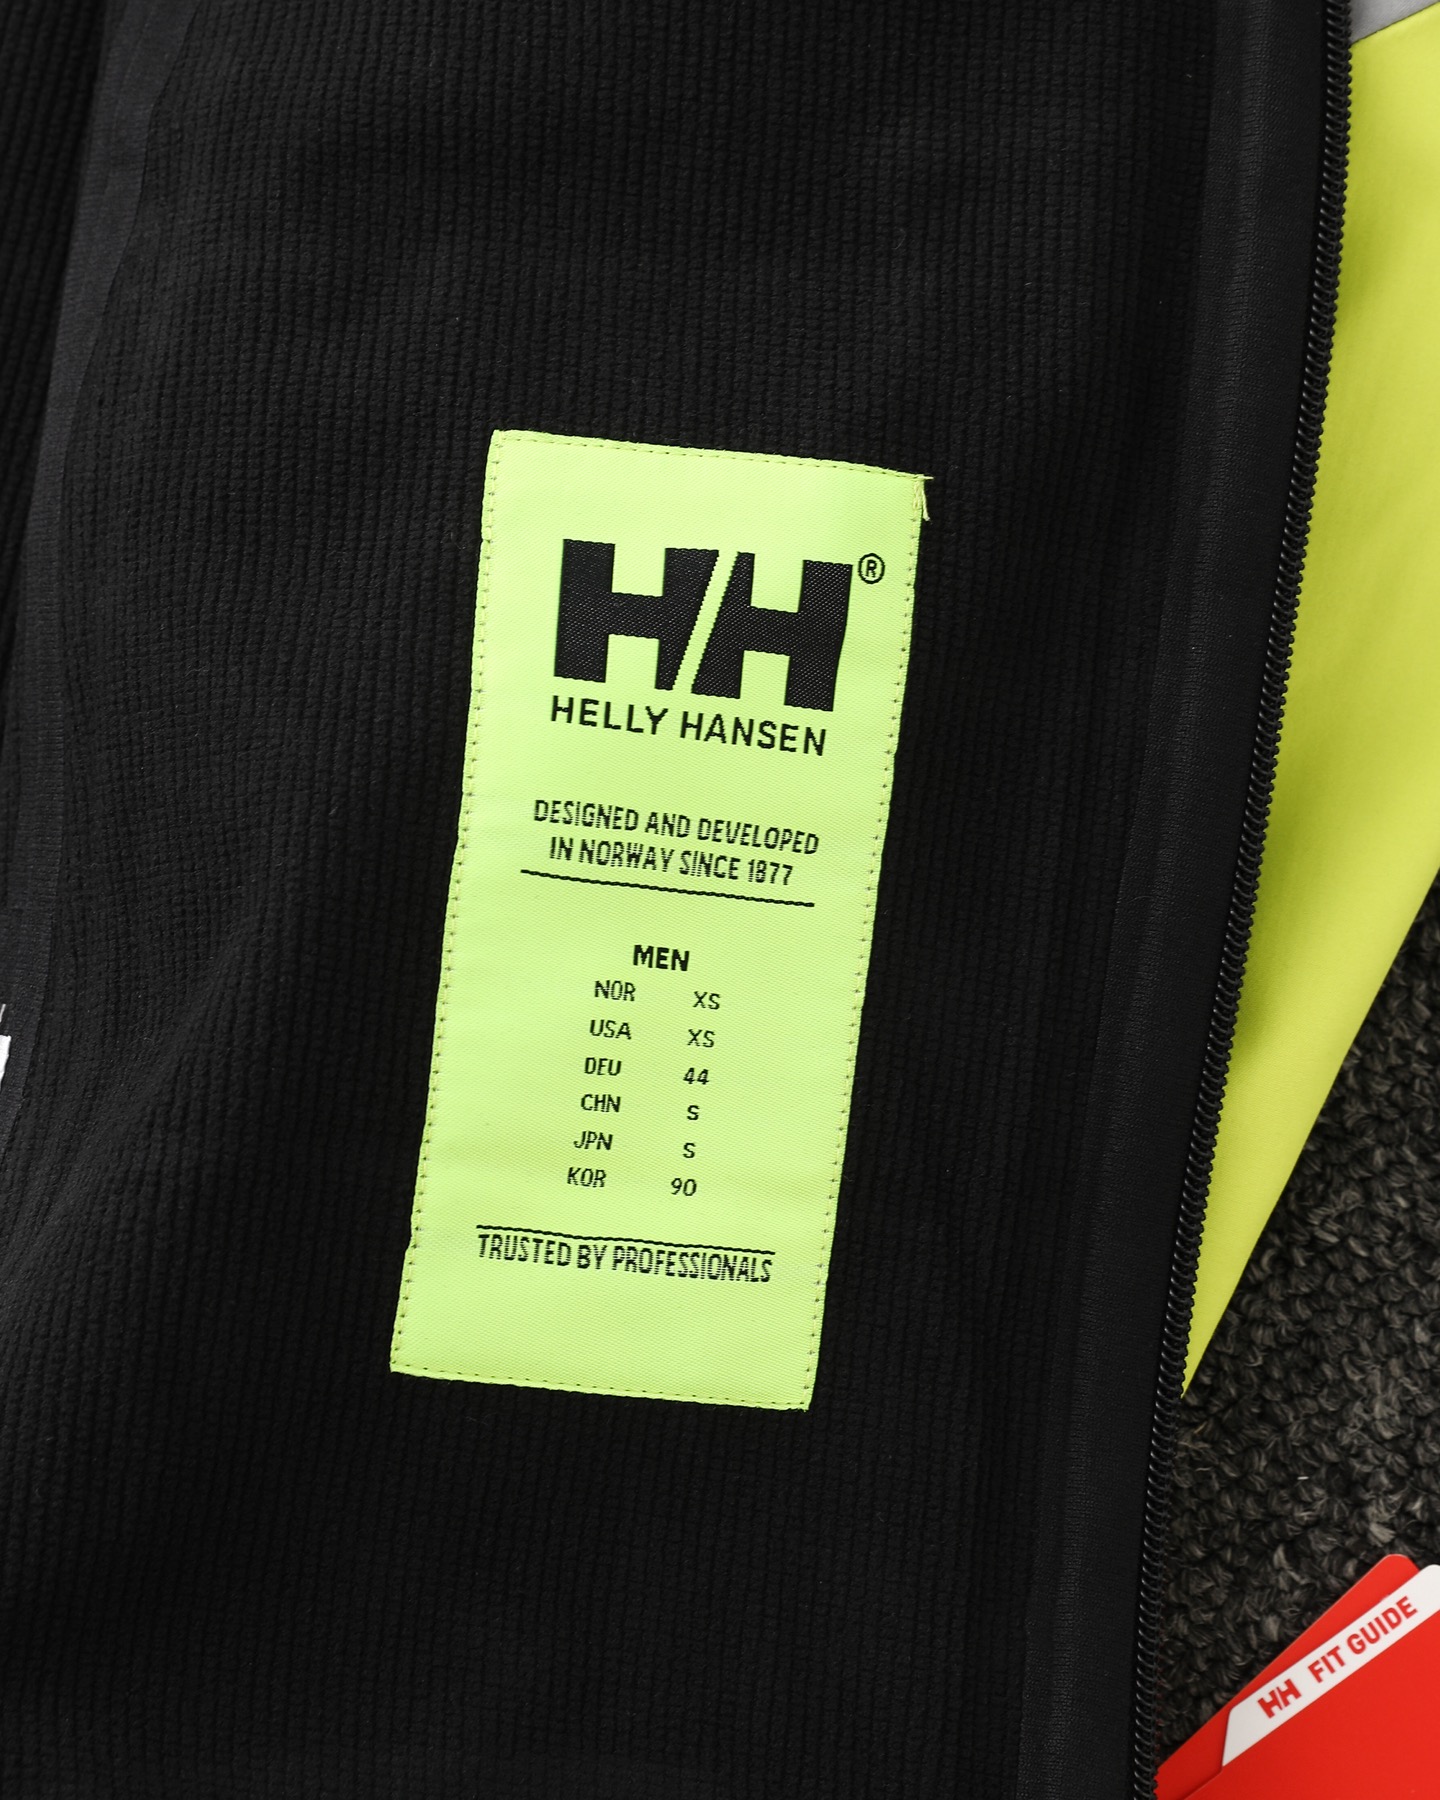 HH®
HELLY HANSEN
DESIGNED AND DEVELOPED
IN NORWAY SINCE 1877
MEN
NOR XS
USA XS
DEU 44
CHN S
JPN S
KOR 90
TRUSTED BY PROFESSIONALS
HH FIT GUIDE